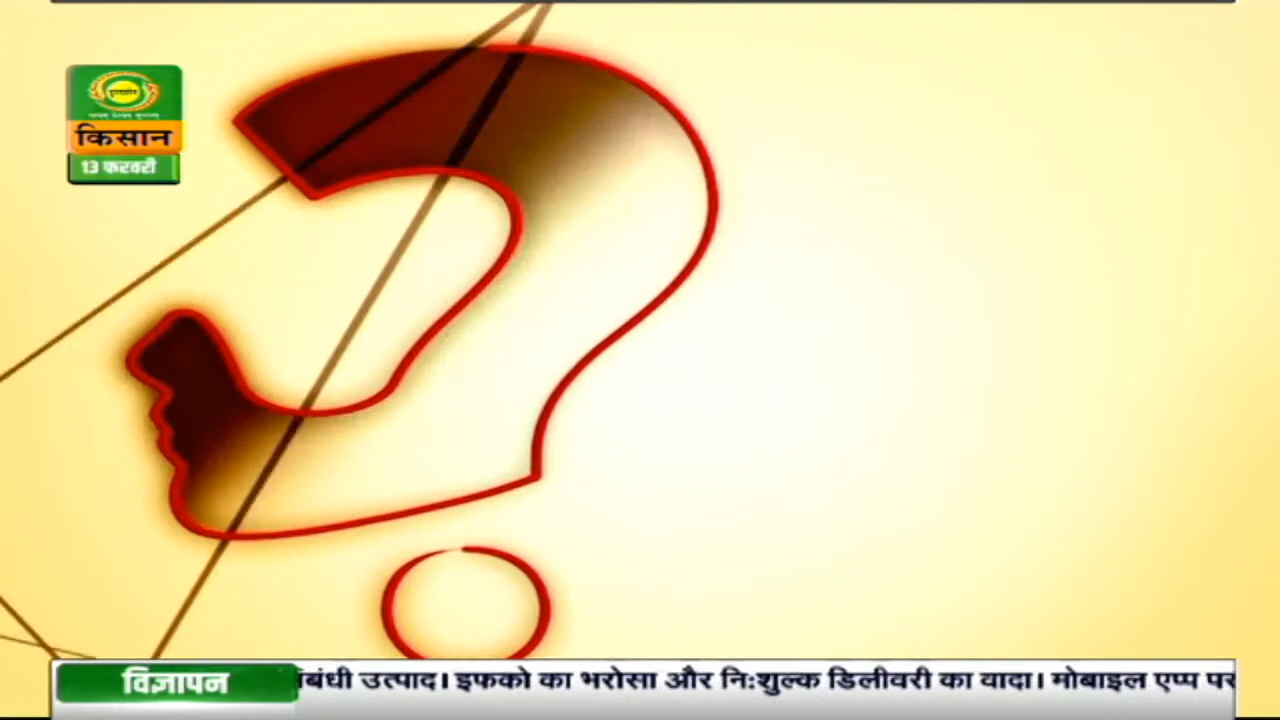 किसान
13 फरवरी
विज्ञापन
संबंधी उत्पाद। इफको का भरोसा और नि:शुल्क डिलीवरी का वादा। मोबाइल एप्प पर